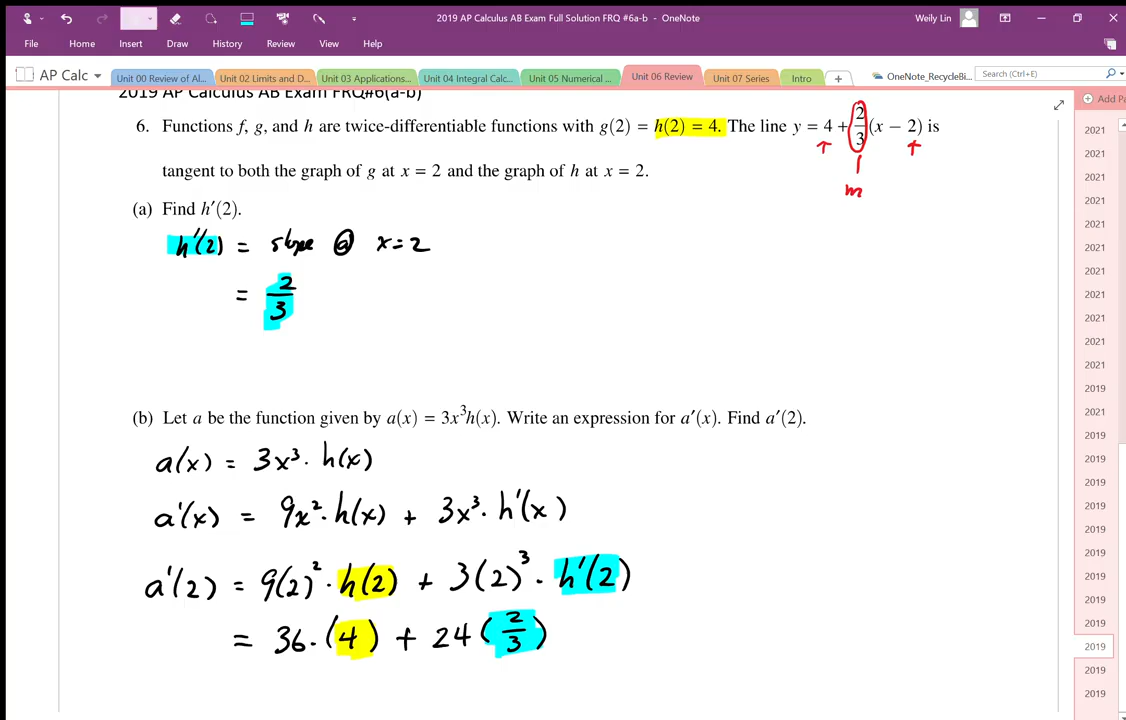 2019 AP Calculus AB Exam Full Solution FRQ #6a-b - OneNote
Weily Lin
File Home Insert Draw History Review View Help
AP Calc
Unit 00 Review of Al...
Unit 02 Limits and D...
Unit 03 Applications...
Unit 04 Integral Calc...
Unit 05 Numerical ...
Unit 06 Review
Unit 07 Series
Intro
+
OneNote_RecycleBi...
Search (Ctrl+E)
Add Pa
2019 AP Calculus AB Exam FRQ#6(a-b)
6. Functions f, g, and h are twice-differentiable functions with g(2) = h(2) = 4. The line y = 4 + 2/3 (x − 2) is
m
tangent to both the graph of g at x = 2 and the graph of h at x = 2.
(a) Find h′(2).
h'(2) = slope @ x=2
= 2/3
(b) Let a be the function given by a(x) = 3x³h(x). Write an expression for a′(x). Find a′(2).
a(x) = 3x³· h(x)
a'(x) = 9x²· h(x) + 3x³· h'(x)
a'(2) = 9(2)² · h(2) + 3(2)³ · h'(2)
= 36·(4) + 24(2/3)
2021
2021
2021
2021
2021
2021
2021
2021
2021
2021
2021
2019
2021
2019
2019
2019
2019
2019
2019
2019
2019
2019
2019
2019
2019